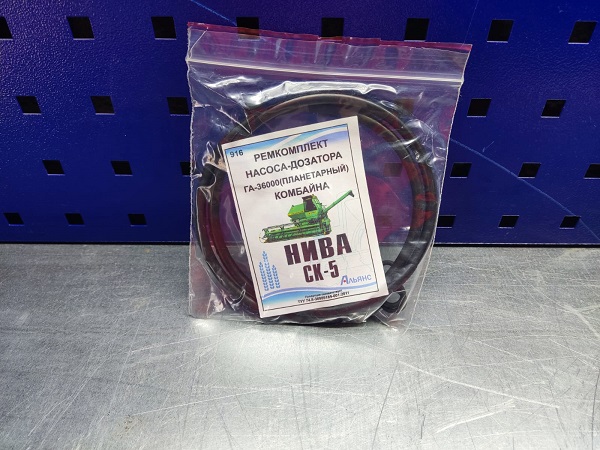 916
РЕМКОМПЛЕКТ
НАСОСА-ДОЗАТОРА
ГА-36000(ПЛАНЕТАРНЫЙ)
КОМБАЙНА
НИВА
СК-5
АЛЬЯНС